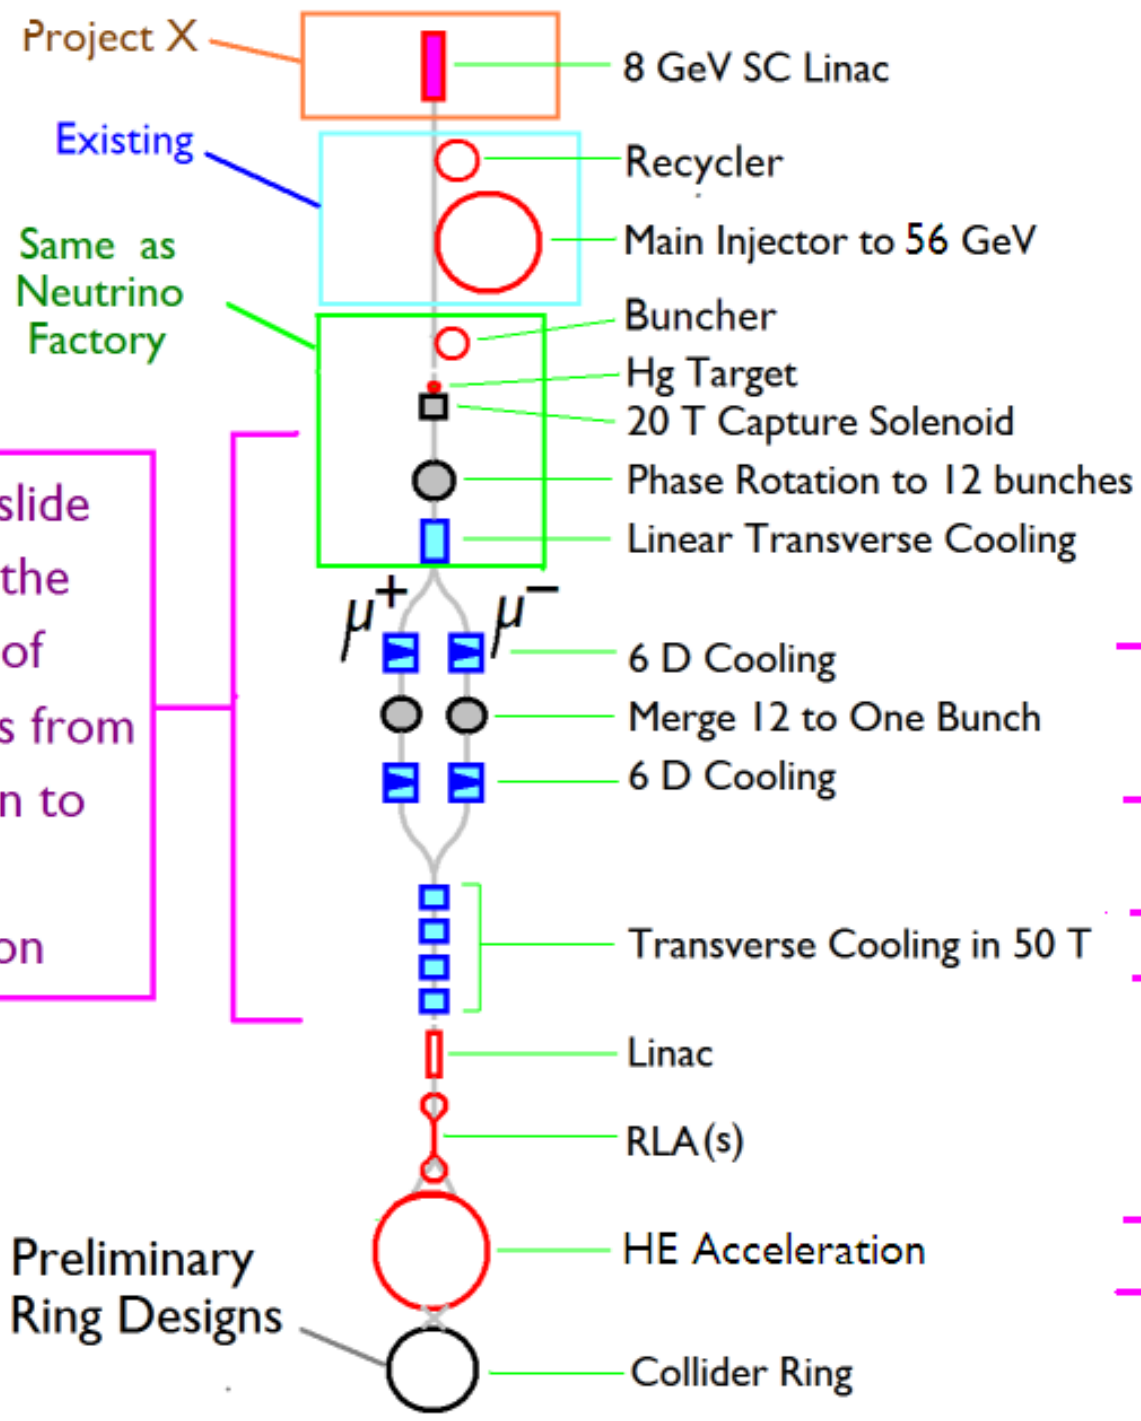 Project X
8 GeV SC Linac
Existing
Recycler
Main Injector to 56 GeV
Same as
Neutrino
Factory
Buncher
Hg Target
20 T Capture Solenoid
Phase Rotation to 12 bunches
Linear Transverse Cooling
slide
the
of
s from
n to
on
μ+ μ−
6 D Cooling
Merge 12 to One Bunch
6 D Cooling
Transverse Cooling in 50 T
Linac
RLA(s)
HE Acceleration
Preliminary
Ring Designs
Collider Ring